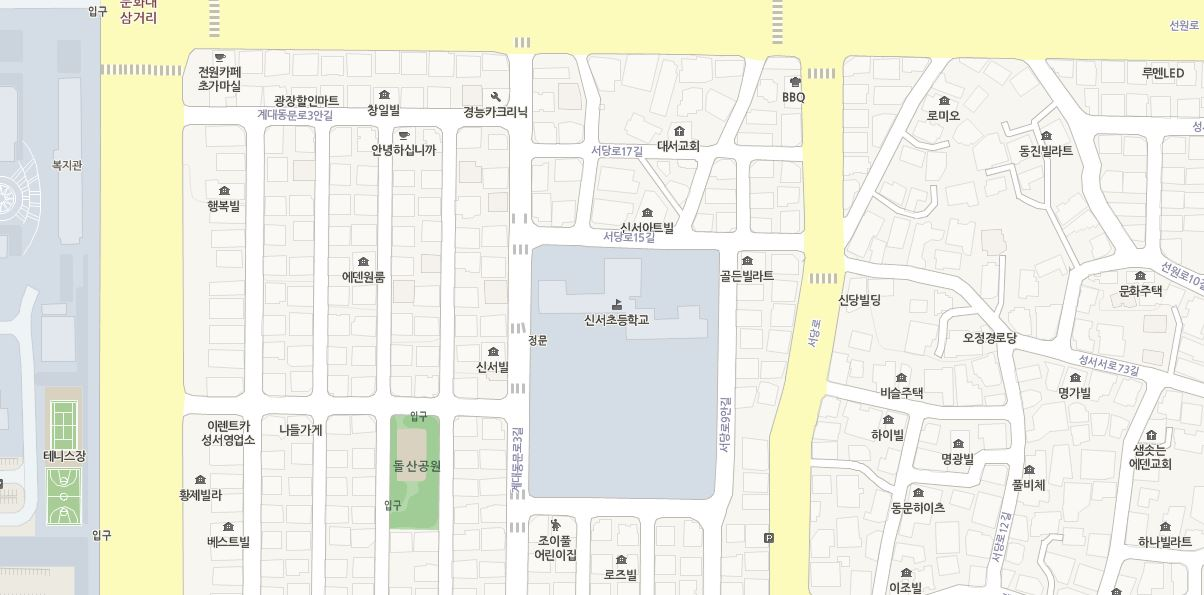 문화대
삼거리
입구
선원로
전원카페
초가마실
루엔LED
BBQ
광장할인마트
창일빌
경능카크리닉
로미오
계대동문로3안길
안녕하십니까
대서교회
동진빌라트
서당로17길
복지관
행복빌
신서아트빌
서당로15길
에덴원룸
골든빌라트
선원로10길
문화주택
신당빌딩
신서초등학교
정문
서당로
오정경로당
신서빌
성서서로73길
비슬주택
명가빌
입구
이렌트카
성서영업소
나들가게
계대동문로3길
서당로9안길
하이빌
테니스장
돌산공원
명광빌
샘솟는
에덴교회
황제빌라
입구
풀비체
동문하이츠
입구
베스트빌
조이풀
어린이집
P
서당로12길
하나빌라트
로즈빌
이조빌